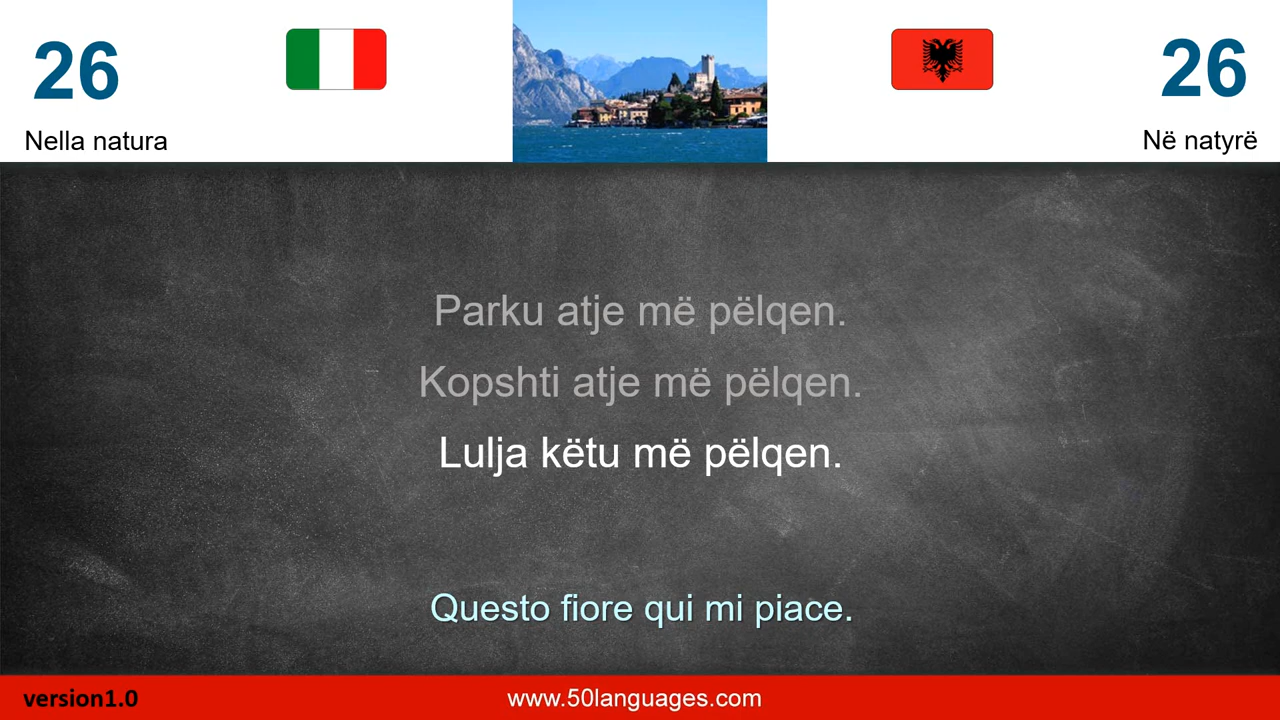 26
26
Nella natura
Në natyrë
Parku atje më pëlqen.
Kopshti atje më pëlqen.
Lulja këtu më pëlqen.
Questo fiore qui mi piace.
version1.0
www.50languages.com